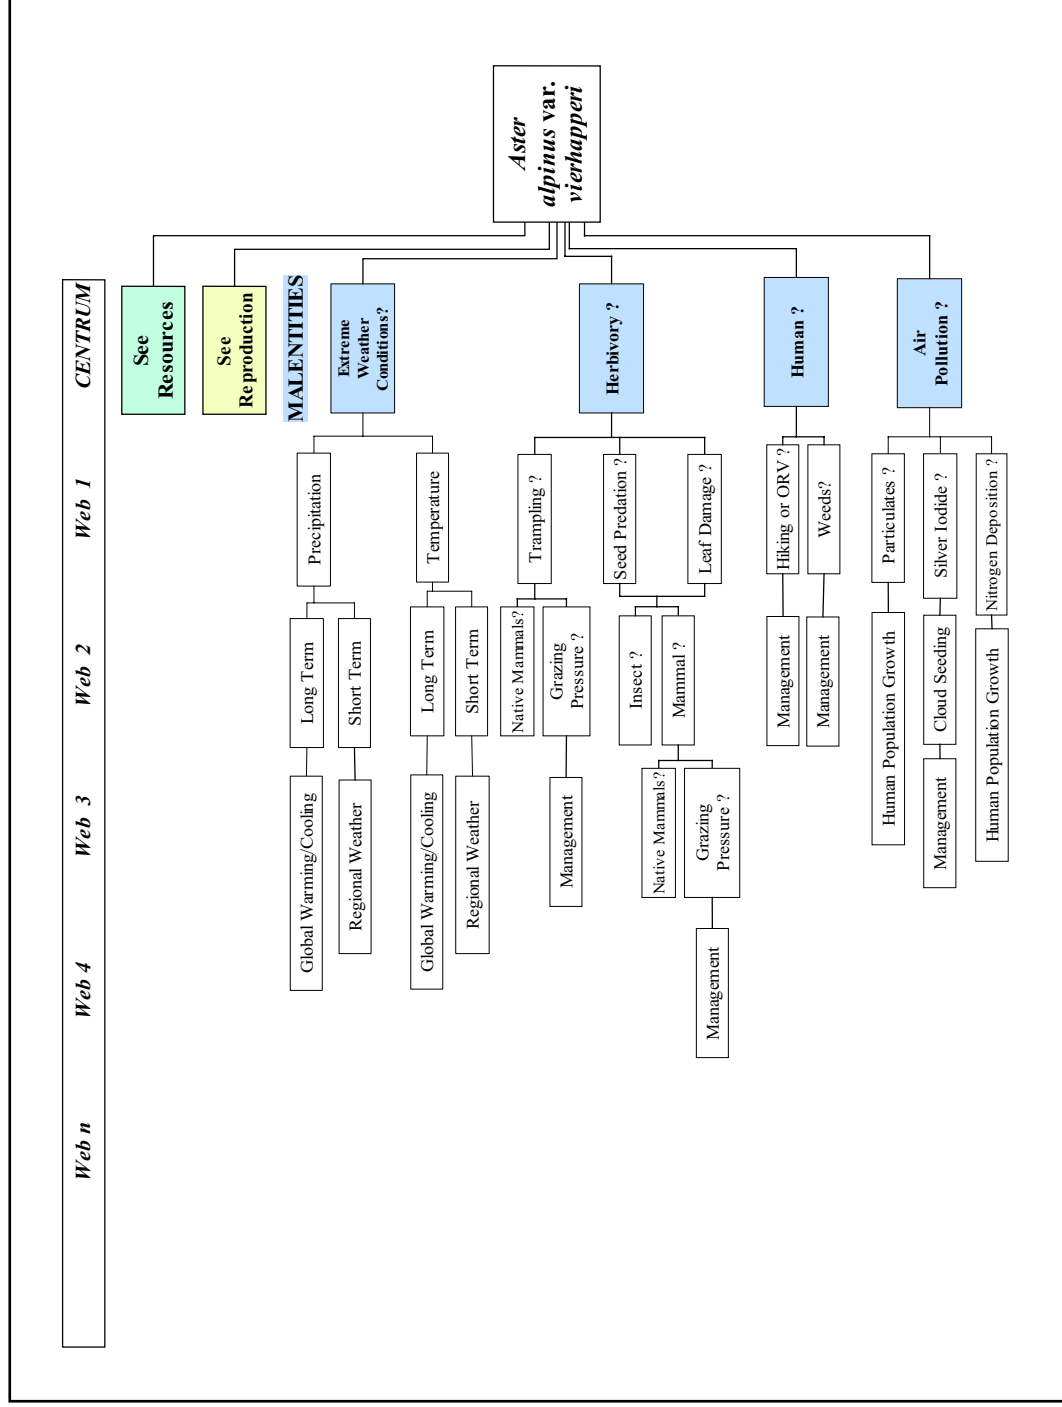 Web n
Web 4
Web 3
Web 2
Web 1
CENTRUM
See
Resources
See
Reproduction
MALENTITIES
Global Warming/Cooling
Long Term
Precipitation
Regional Weather
Short Term
Extreme
Weather
Conditions?
Global Warming/Cooling
Long Term
Temperature
Regional Weather
Short Term
Aster
alpinus var.
vierhapperi
Native Mammals?
Trampling ?
Management
Grazing
Pressure ?
Herbivory ?
Insect ?
Seed Predation ?
Native Mammals?
Mammal ?
Leaf Damage ?
Management
Grazing
Pressure ?
Management
Hiking or ORV ?
Human ?
Management
Weeds?
Human Population Growth
Particulates ?
Management
Cloud Seeding
Silver Iodide ?
Air
Pollution ?
Human Population Growth
Nitrogen Deposition ?